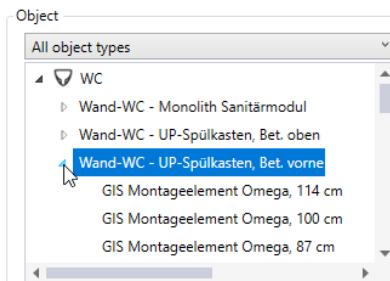 Object
All object types
WC
Wand-WC - Monolith Sanitärmodul
Wand-WC - UP-Spülkasten, Bet. oben
Wand-WC - UP-Spülkasten, Bet. vorne
GIS Montageelement Omega, 114 cm
GIS Montageelement Omega, 100 cm
GIS Montageelement Omega, 87 cm